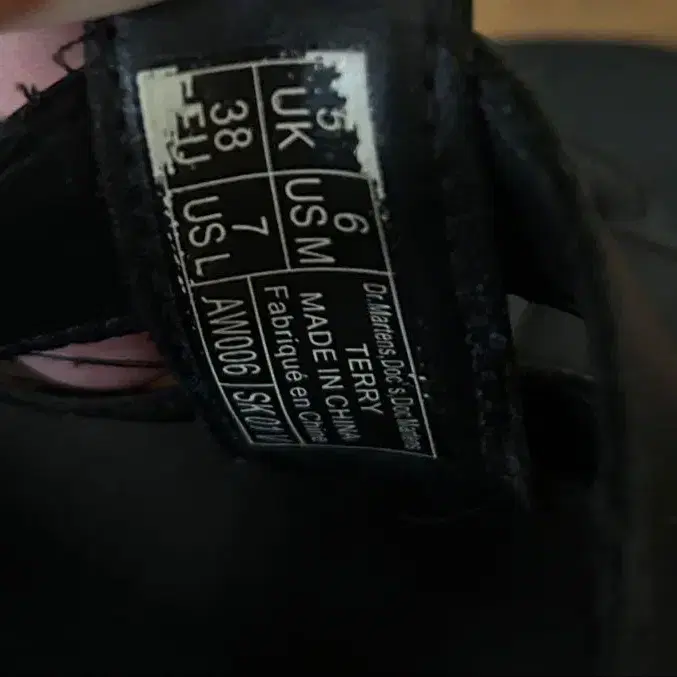 Dr.Martens,Doc's,Doc Martens
TERRY
MADE IN CHINA
Fabriqué en Chine
AW006
5
UK
6
US M
38
EU
7
US L